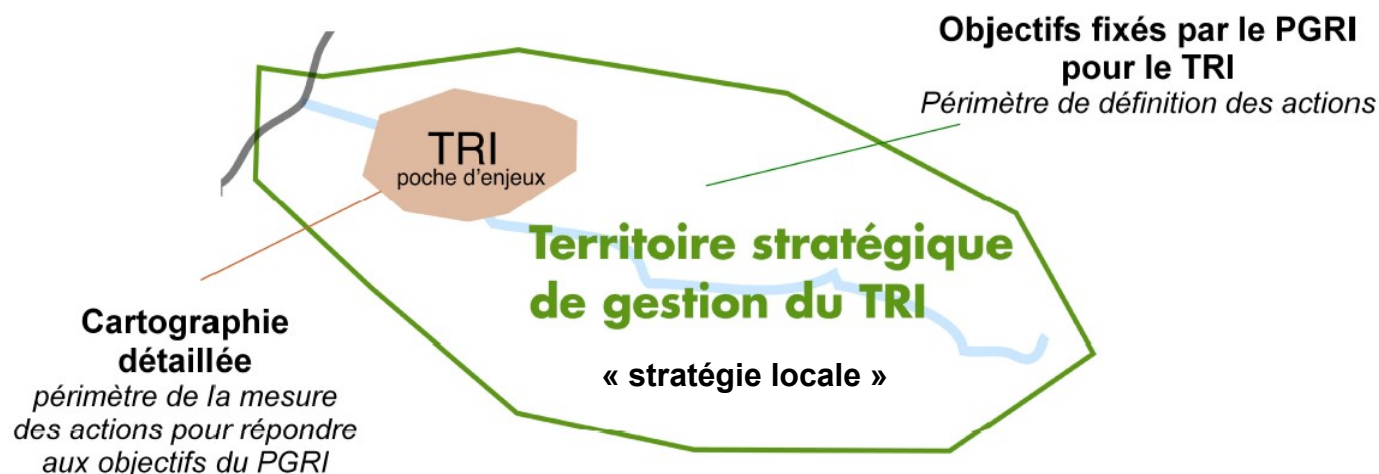 Objectifs fixés par le PGRI
pour le TRI
Périmètre de définition des actions
TRI
poche d'enjeux
Territoire stratégique
de gestion du TRI
« stratégie locale »
Cartographie
détaillée
périmètre de la mesure
des actions pour répondre
aux objectifs du PGRI